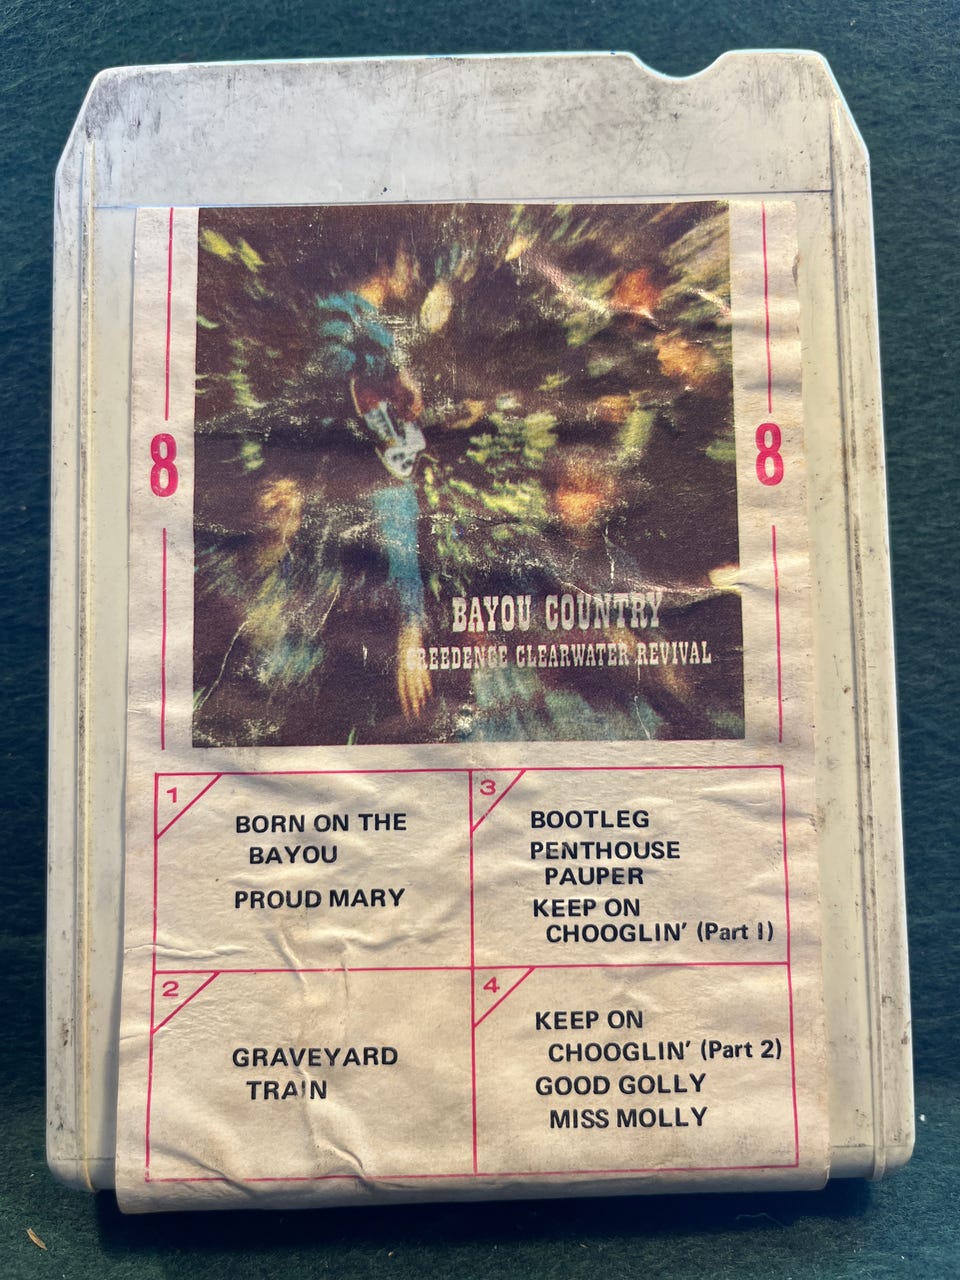 8
8
BAYOU COUNTRY
CREEDENCE CLEARWATER REVIVAL
1
BORN ON THE
BAYOU
PROUD MARY
2
GRAVEYARD
TRAIN
3
BOOTLEG
PENTHOUSE
PAUPER
KEEP ON
CHOOGLIN' (Part I)
4
KEEP ON
CHOOGLIN' (Part 2)
GOOD GOLLY
MISS MOLLY